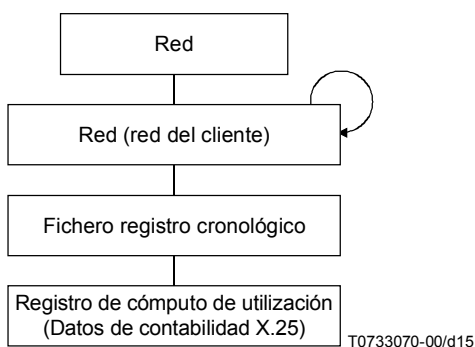 Red
Red (red del cliente)
Fichero registro cronológico
Registro de cómputo de utilización
(Datos de contabilidad X.25)
T0733070-00/d15